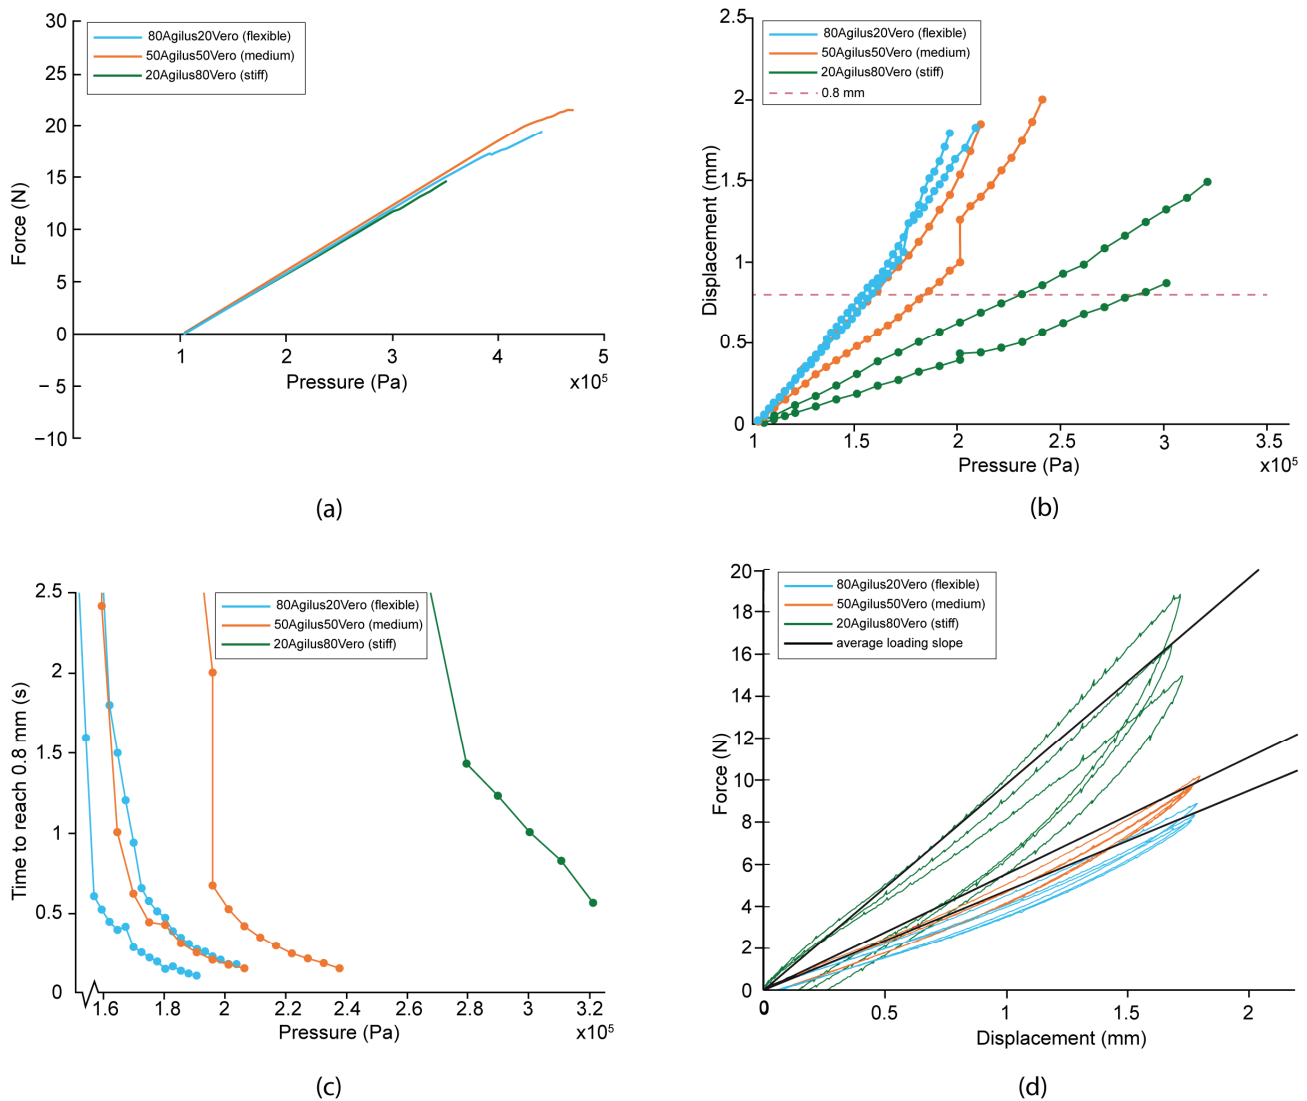 30
25
20
15
10
5
0
− 5
−10
Force (N)
80Agilus20Vero (flexible)
50Agilus50Vero (medium)
20Agilus80Vero (stiff)
1 2 3 4 5
Pressure (Pa)
x10⁵
(a)
2.5
2
1.5
1
0.5
0
Displacement (mm)
80Agilus20Vero (flexible)
50Agilus50Vero (medium)
20Agilus80Vero (stiff)
0.8 mm
1 1.5 2 2.5 3 3.5
Pressure (Pa)
x10⁵
(b)
2.5
2
1.5
1
0.5
0
Time to reach 0.8 mm (s)
80Agilus20Vero (flexible)
50Agilus50Vero (medium)
20Agilus80Vero (stiff)
1.6 1.8 2 2.2 2.4 2.6 2.8 3 3.2
Pressure (Pa)
x10⁵
(c)
20
18
16
14
12
10
8
6
4
2
0
Force (N)
80Agilus20Vero (flexible)
50Agilus50Vero (medium)
20Agilus80Vero (stiff)
average loading slope
0 0.5 1 1.5 2
Displacement (mm)
(d)